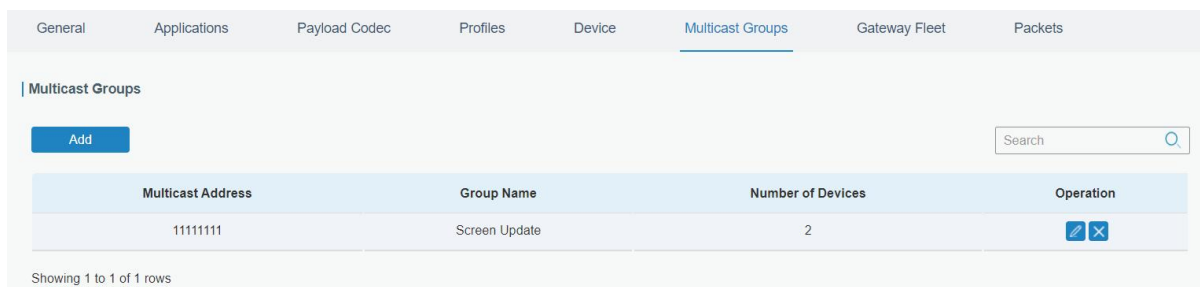 General Applications Payload Codec Profiles Device Multicast Groups Gateway Fleet Packets
Multicast Groups
Add Search
Multicast Address Group Name Number of Devices Operation
11111111 Screen Update 2
Showing 1 to 1 of 1 rows